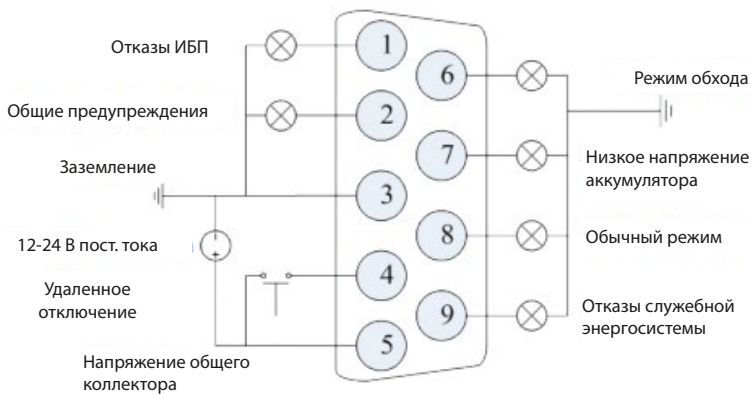 Отказы ИБП
Общие предупреждения
Заземление
12-24 В пост. тока
Удаленное
отключение
Напряжение общего
коллектора
1
2
3
4
5
6
7
8
9
Режим обхода
Низкое напряжение
аккумулятора
Обычный режим
Отказы служебной
энергосистемы